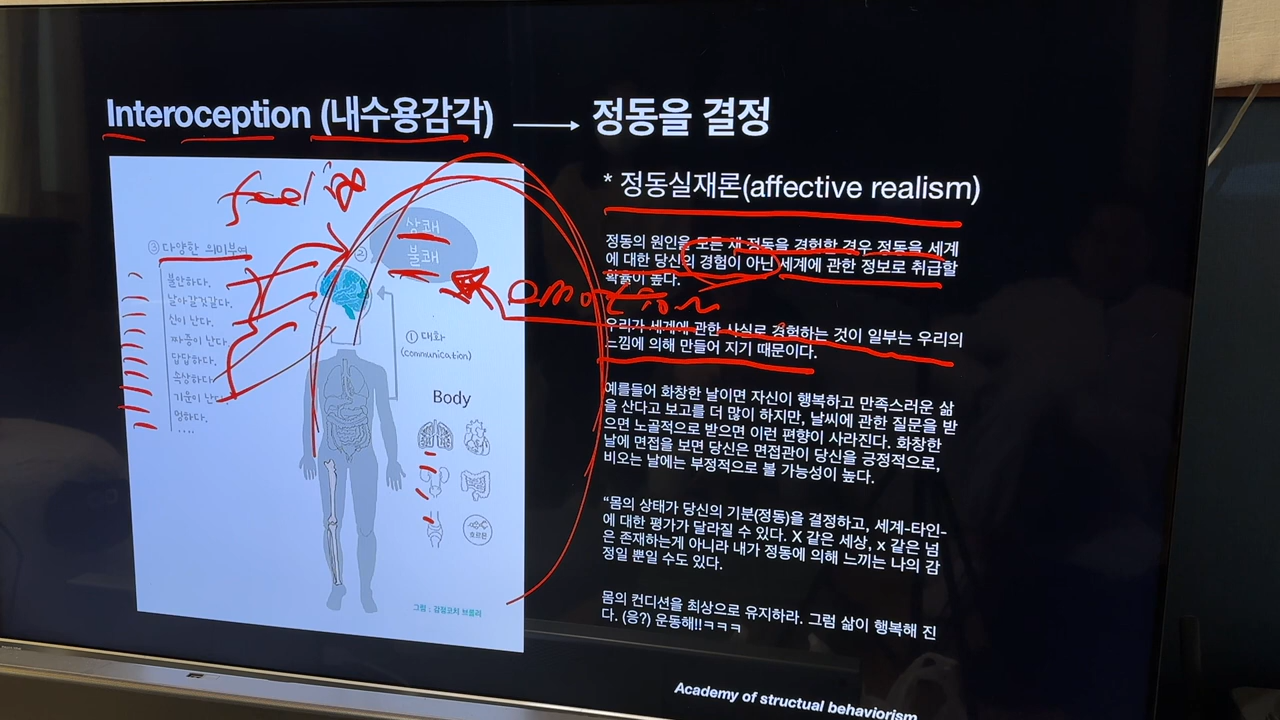 Interoception (내수용감각) → 정동을 결정
feeling
상쾌
불쾌
②
③ 다양한 의미부여
불안하다.
날아갈것같다.
신이 난다.
짜증이 난다.
답답하다.
속상하다.
기운이 난다.
멍하다.
....
① 대화
(communication)
Body
호르몬
그림 : 감정코치 브릴리
emotion
* 정동실재론(affective realism)
정동의 원인을 모른 채 정동을 경험할 경우 정동을 세계
에 대한 당신의 경험이 아닌 세계에 관한 정보로 취급할
확률이 높다.
우리가 세계에 관한 사실로 경험하는 것이 일부는 우리의
느낌에 의해 만들어 지기 때문이다.
예를들어 화창한 날이면 자신이 행복하고 만족스러운 삶
을 산다고 보고를 더 많이 하지만, 날씨에 관한 질문을 받
으면 노골적으로 받으면 이런 편향이 사라진다. 화창한
날에 면접을 보면 당신은 면접관이 당신을 긍정적으로,
비오는 날에는 부정적으로 볼 가능성이 높다.
“몸의 상태가 당신의 기분(정동)을 결정하고, 세계-타인-
에 대한 평가가 달라질 수 있다. X 같은 세상, x 같은 넘
은 존재하는게 아니라 내가 정동에 의해 느끼는 나의 감
정일 뿐일 수도 있다.
몸의 컨디션을 최상으로 유지하라. 그럼 삶이 행복해 진
다. (응?) 운동해!!ㅋㅋㅋ
Academy of structual behaviorism